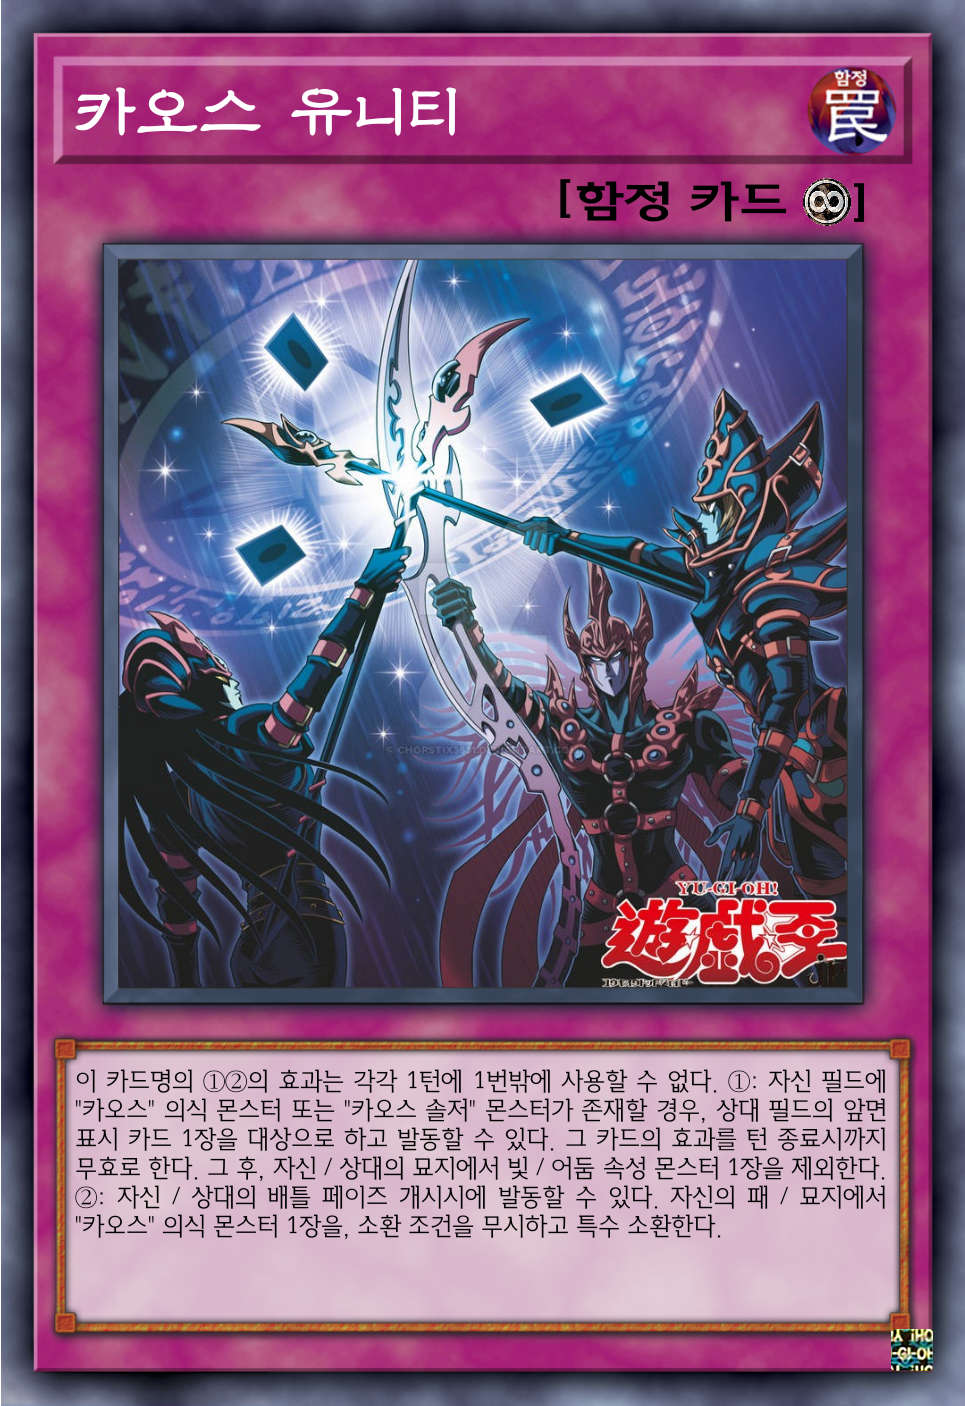 카오스 유니티
함정
罠
[함정 카드 ♾]
© CHOPSTIX
YU-GI-OH!
遊戯王
이 카드명의 ①②의 효과는 각각 1턴에 1번밖에 사용할 수 없다. ①: 자신 필드에
"카오스" 의식 몬스터 또는 "카오스 솔저" 몬스터가 존재할 경우, 상대 필드의 앞면
표시 카드 1장을 대상으로 하고 발동할 수 있다. 그 카드의 효과를 턴 종료시까지
무효로 한다. 그 후, 자신 / 상대의 묘지에서 빛 / 어둠 속성 몬스터 1장을 제외한다.
②: 자신 / 상대의 배틀 페이즈 개시시에 발동할 수 있다. 자신의 패 / 묘지에서
"카오스" 의식 몬스터 1장을, 소환 조건을 무시하고 특수 소환한다.